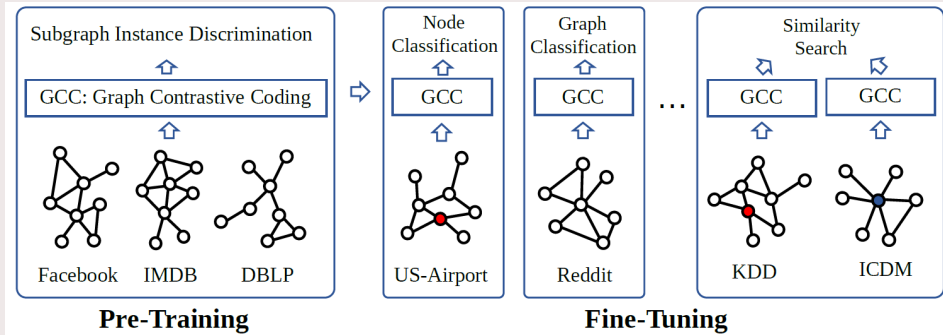 Subgraph Instance Discrimination
GCC: Graph Contrastive Coding
Facebook
IMDB
DBLP
Pre-Training
Node
Classification
GCC
US-Airport
Graph
Classification
GCC
Reddit
...
Similarity
Search
GCC
GCC
KDD
ICDM
Fine-Tuning